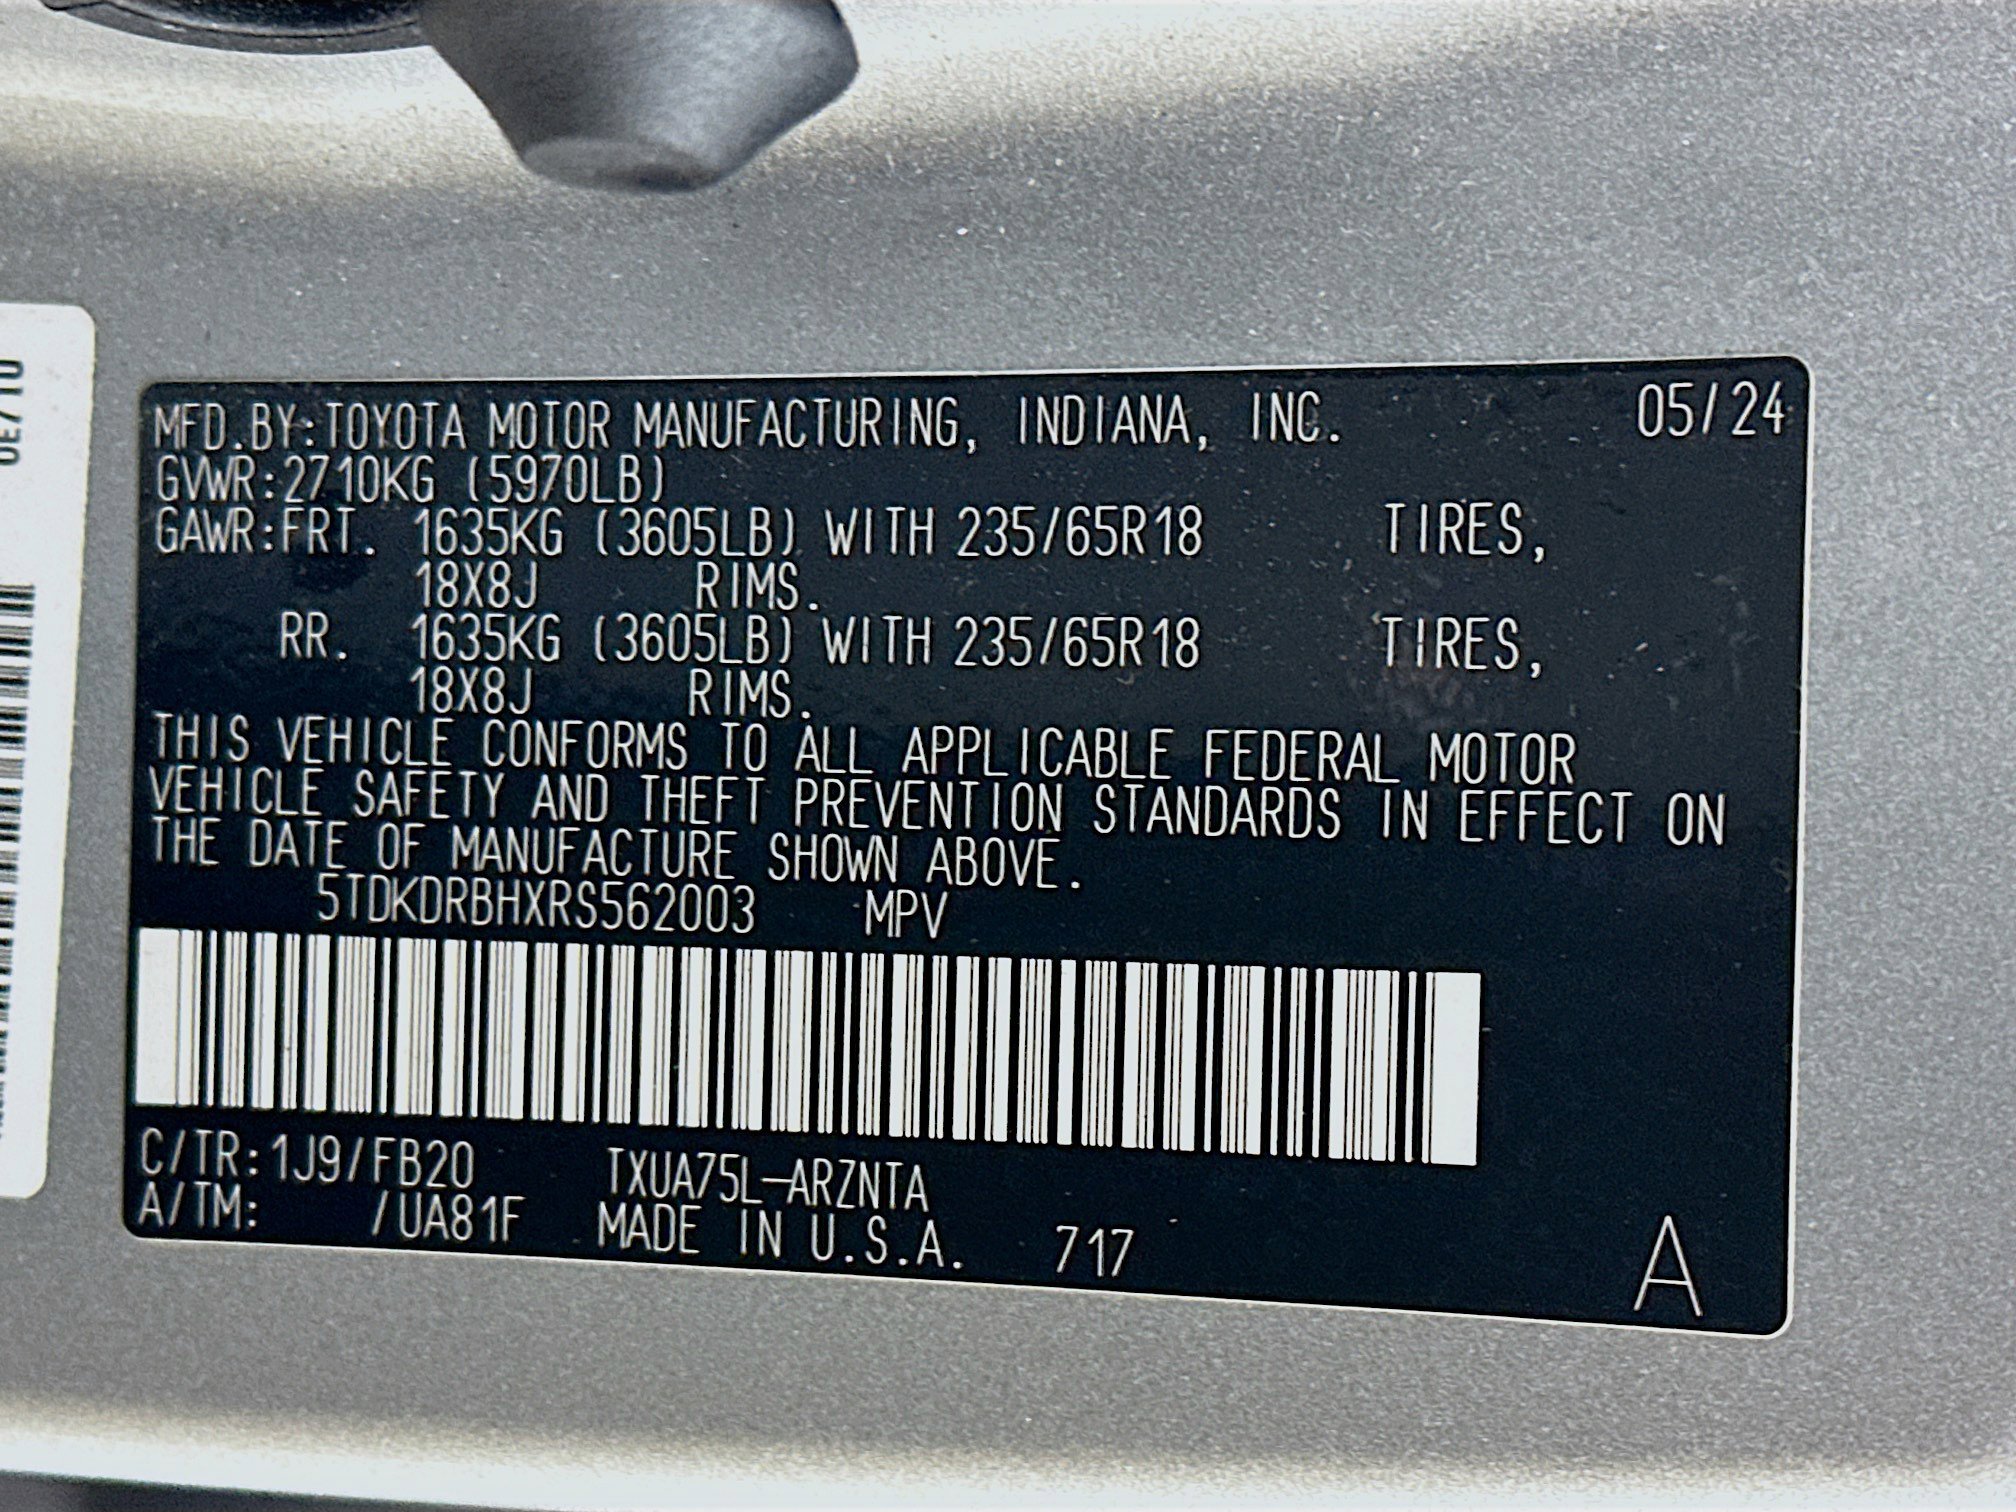 MFD.BY:TOYOTA MOTOR MANUFACTURING, INDIANA, INC. 05/24
GVWR:2710KG (5970LB)
GAWR:FRT. 1635KG (3605LB) WITH 235/65R18 TIRES,
18X8J RIMS.
RR. 1635KG (3605LB) WITH 235/65R18 TIRES,
18X8J RIMS.
THIS VEHICLE CONFORMS TO ALL APPLICABLE FEDERAL MOTOR
VEHICLE SAFETY AND THEFT PREVENTION STANDARDS IN EFFECT ON
THE DATE OF MANUFACTURE SHOWN ABOVE.
5TDKDRBHXRS562003 MPV
C/TR:1J9/FB20 TXUA75L-ARZNTA
A/TM: /UA81F MADE IN U.S.A. 717
A